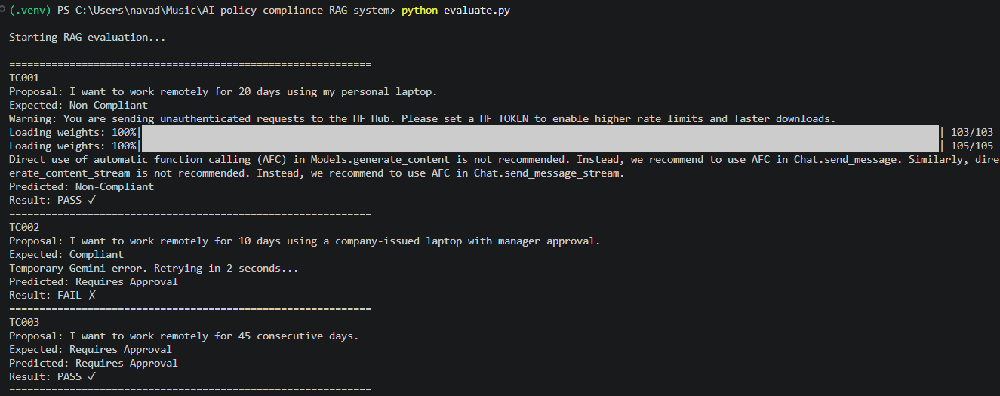 (.venv) PS C:\Users\navad\Music\AI policy compliance RAG system> python evaluate.py
Starting RAG evaluation...
============================================================
TC001
Proposal: I want to work remotely for 20 days using my personal laptop.
Expected: Non-Compliant
Warning: You are sending unauthenticated requests to the HF Hub. Please set a HF_TOKEN to enable higher rate limits and faster downloads.
Loading weights: 100%| | 103/103
Loading weights: 100%| | 105/105
Direct use of automatic function calling (AFC) in Models.generate_content is not recommended. Instead, we recommend to use AFC in Chat.send_message. Similarly, dire
erate_content_stream is not recommended. Instead, we recommend to use AFC in Chat.send_message_stream.
Predicted: Non-Compliant
Result: PASS ✓
============================================================
TC002
Proposal: I want to work remotely for 10 days using a company-issued laptop with manager approval.
Expected: Compliant
Temporary Gemini error. Retrying in 2 seconds...
Predicted: Requires Approval
Result: FAIL ✗
============================================================
TC003
Proposal: I want to work remotely for 45 consecutive days.
Expected: Requires Approval
Predicted: Requires Approval
Result: PASS ✓
============================================================